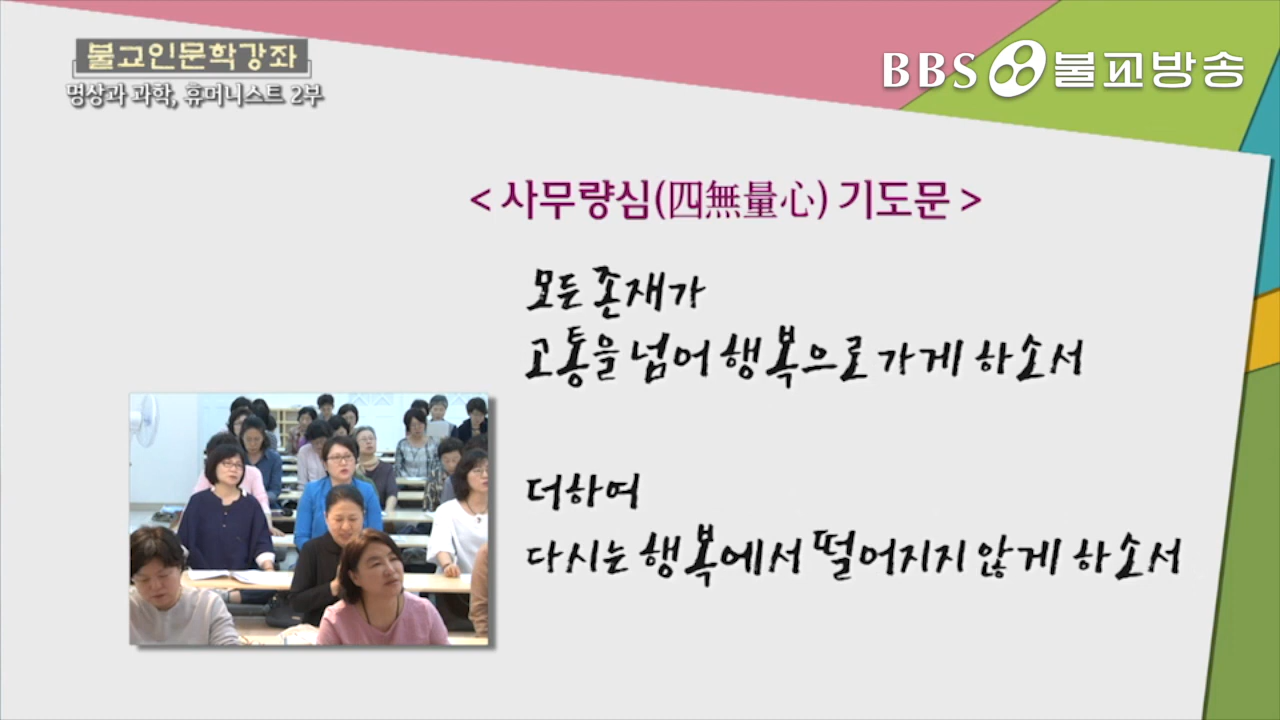 불교인문학강좌
명상과 과학, 휴머니스트 2부
BBS 불교방송
< 사무량심(四無量心) 기도문 >
모든 존재가
고통을 넘어 행복으로 가게 하소서
더하여
다시는 행복에서 떨어지지 않게 하소서